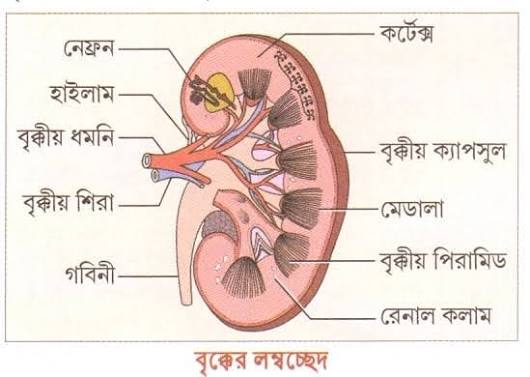 নেফ্রন
হাইলাম
বৃক্কীয় ধমনি
বৃক্কীয় শিরা
গবিনী
কর্টেক্স
বৃক্কীয় ক্যাপসুল
মেডালা
বৃক্কীয় পিরামিড
রেনাল কলাম
বৃক্কের লম্বচ্ছেদ